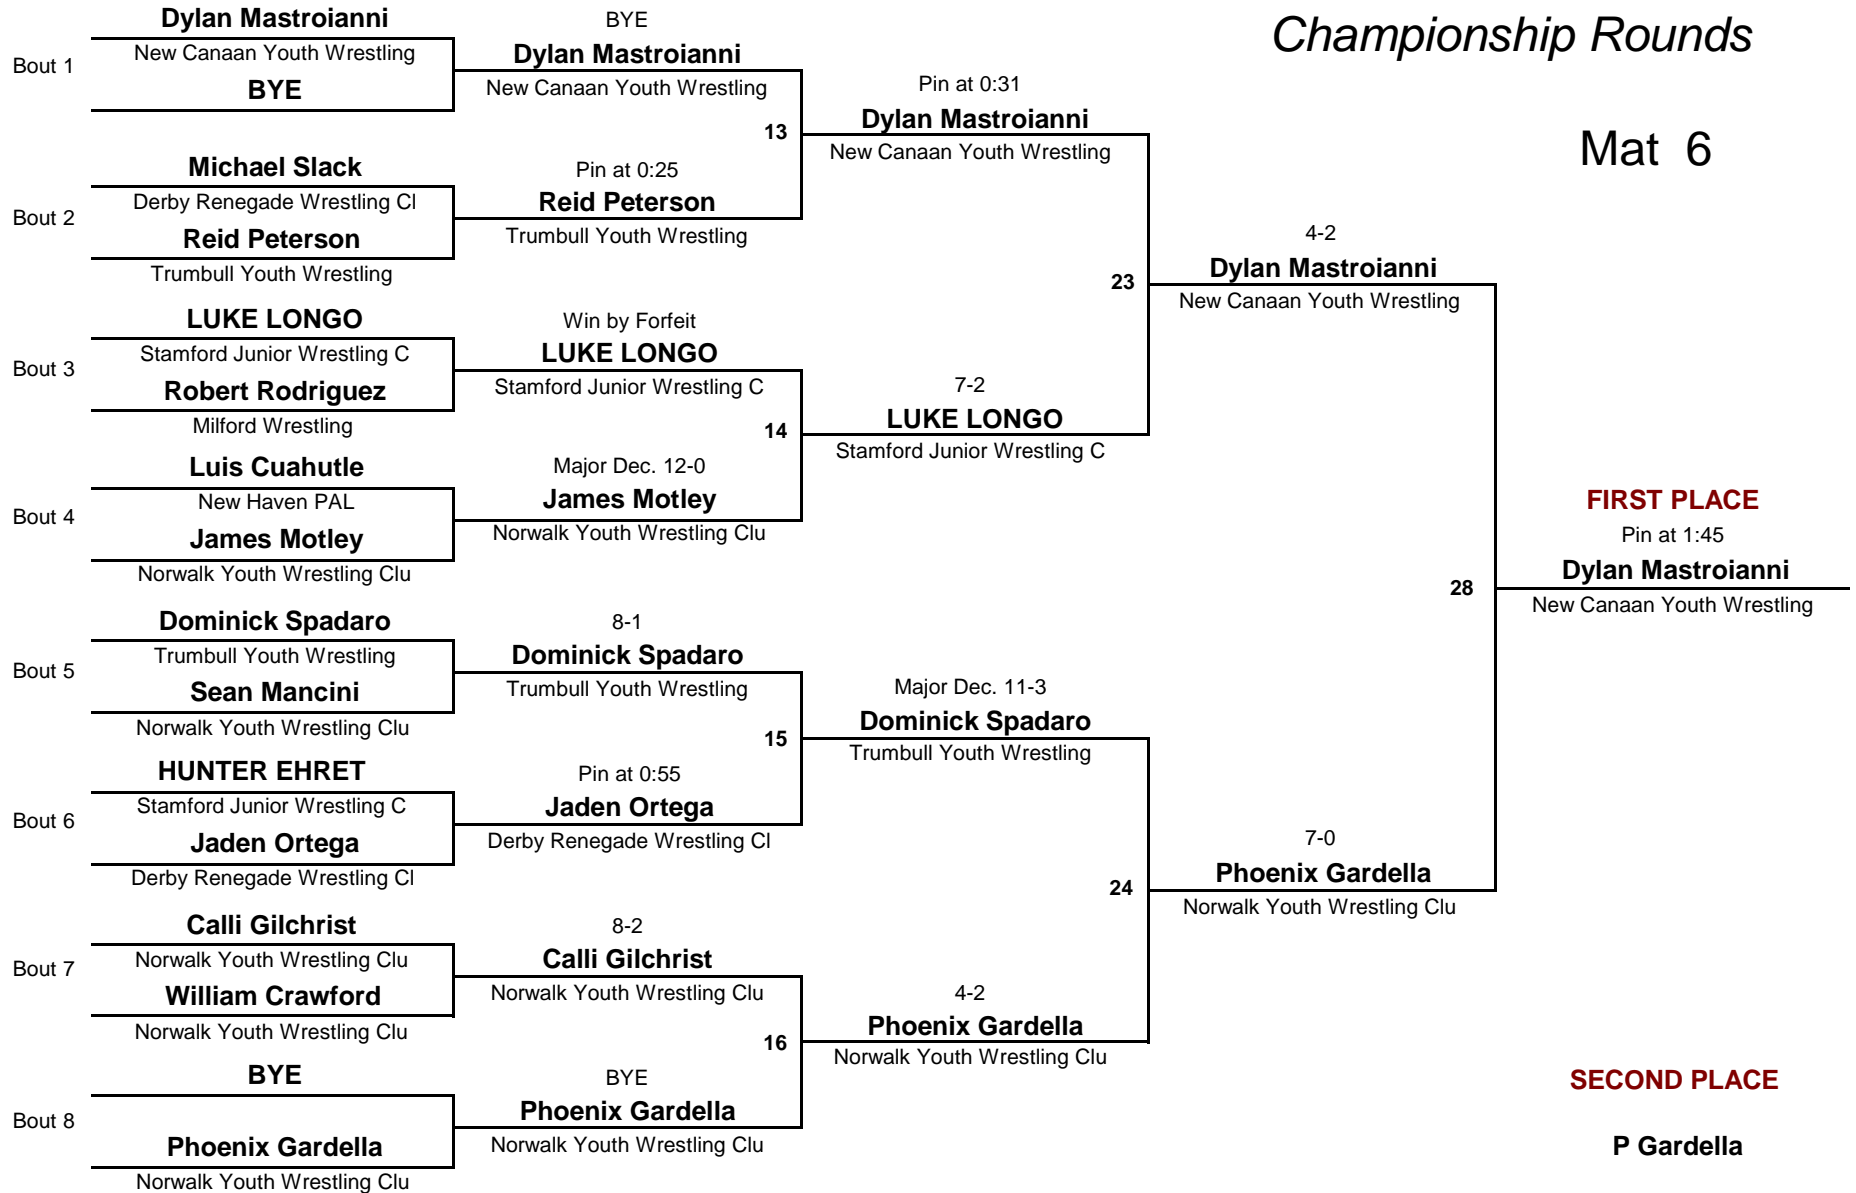 Championship Rounds
Mat 6
Bout 1
Dylan Mastroianni
New Canaan Youth Wrestling
BYE
Bout 2
Michael Slack
Derby Renegade Wrestling Cl
Reid Peterson
Trumbull Youth Wrestling
Bout 3
LUKE LONGO
Stamford Junior Wrestling C
Robert Rodriguez
Milford Wrestling
Bout 4
Luis Cuahutle
New Haven PAL
James Motley
Norwalk Youth Wrestling Clu
Bout 5
Dominick Spadaro
Trumbull Youth Wrestling
Sean Mancini
Norwalk Youth Wrestling Clu
Bout 6
HUNTER EHRET
Stamford Junior Wrestling C
Jaden Ortega
Derby Renegade Wrestling Cl
Bout 7
Calli Gilchrist
Norwalk Youth Wrestling Clu
William Crawford
Norwalk Youth Wrestling Clu
Bout 8
BYE
Phoenix Gardella
Norwalk Youth Wrestling Clu
BYE
Dylan Mastroianni
New Canaan Youth Wrestling
13
Pin at 0:25
Reid Peterson
Trumbull Youth Wrestling
Win by Forfeit
LUKE LONGO
Stamford Junior Wrestling C
14
Major Dec. 12-0
James Motley
Norwalk Youth Wrestling Clu
8-1
Dominick Spadaro
Trumbull Youth Wrestling
15
Pin at 0:55
Jaden Ortega
Derby Renegade Wrestling Cl
8-2
Calli Gilchrist
Norwalk Youth Wrestling Clu
16
BYE
Phoenix Gardella
Norwalk Youth Wrestling Clu
Pin at 0:31
Dylan Mastroianni
New Canaan Youth Wrestling
23
7-2
LUKE LONGO
Stamford Junior Wrestling C
Major Dec. 11-3
Dominick Spadaro
Trumbull Youth Wrestling
24
4-2
Phoenix Gardella
Norwalk Youth Wrestling Clu
4-2
Dylan Mastroianni
New Canaan Youth Wrestling
28
7-0
Phoenix Gardella
Norwalk Youth Wrestling Clu
FIRST PLACE
Pin at 1:45
Dylan Mastroianni
New Canaan Youth Wrestling
SECOND PLACE
P Gardella